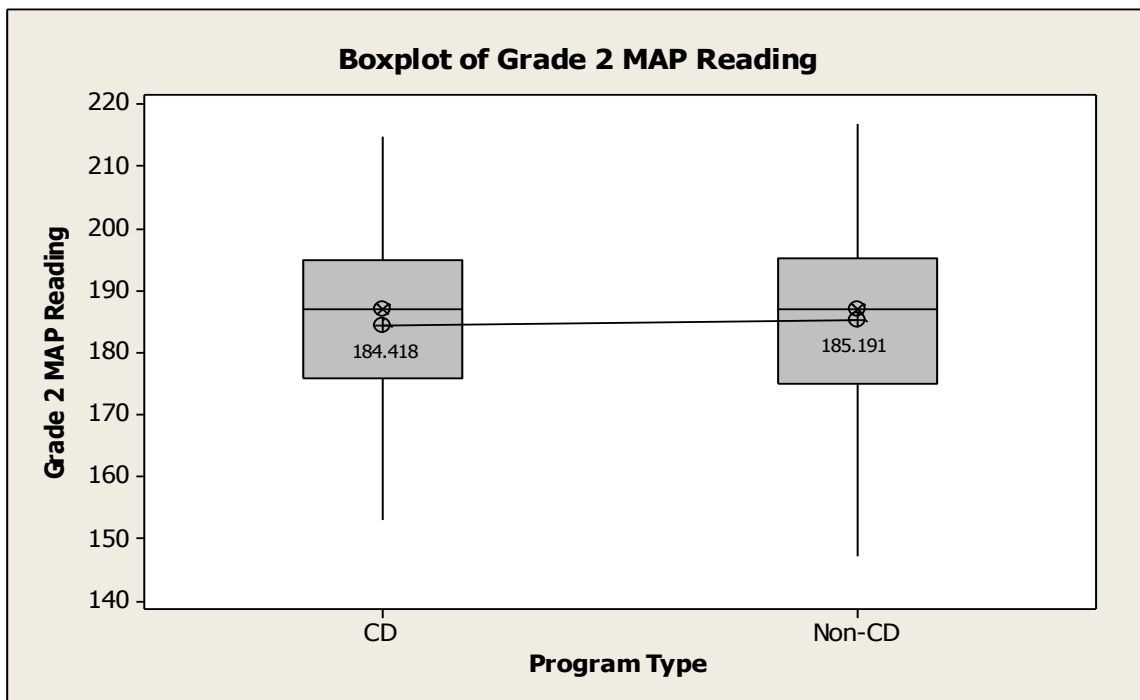 Boxplot of Grade 2 MAP Reading
220
210
200
190
180
170
160
150
140
Grade 2 MAP Reading
184.418
185.191
CD
Non-CD
Program Type